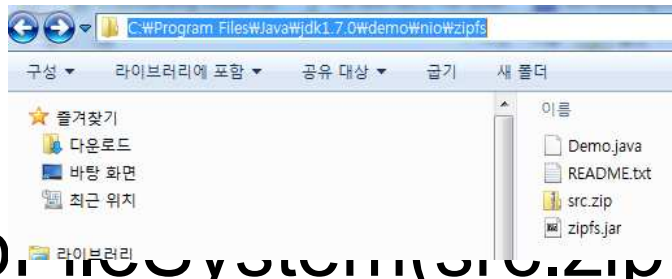 C:₩Program Files₩Java₩jdk1.7.0₩demo₩nio₩zipfs
구성 라이브러리에 포함 공유 대상 굽기 새 폴더
즐겨찾기
다운로드
바탕 화면
최근 위치
라이브러리
이름
Demo.java
README.txt
src.zip
zipfs.jar
FileSystem(src.zip